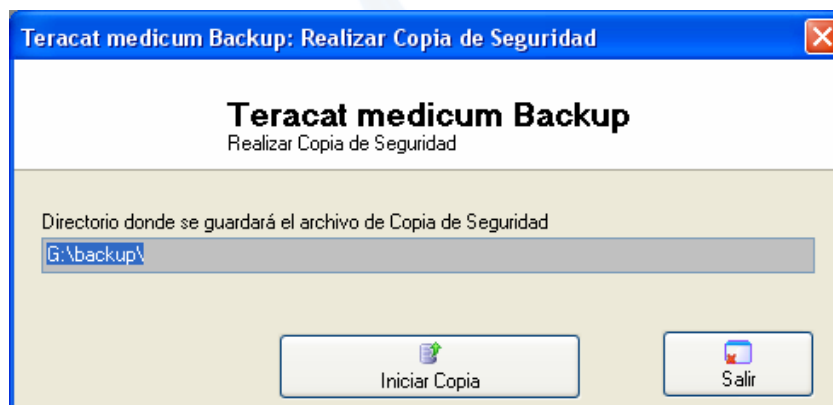 Teracat medicum Backup: Realizar Copia de Seguridad
Teracat medicum Backup
Realizar Copia de Seguridad
Directorio donde se guardará el archivo de Copia de Seguridad
G:\backup\
Iniciar Copia
Salir